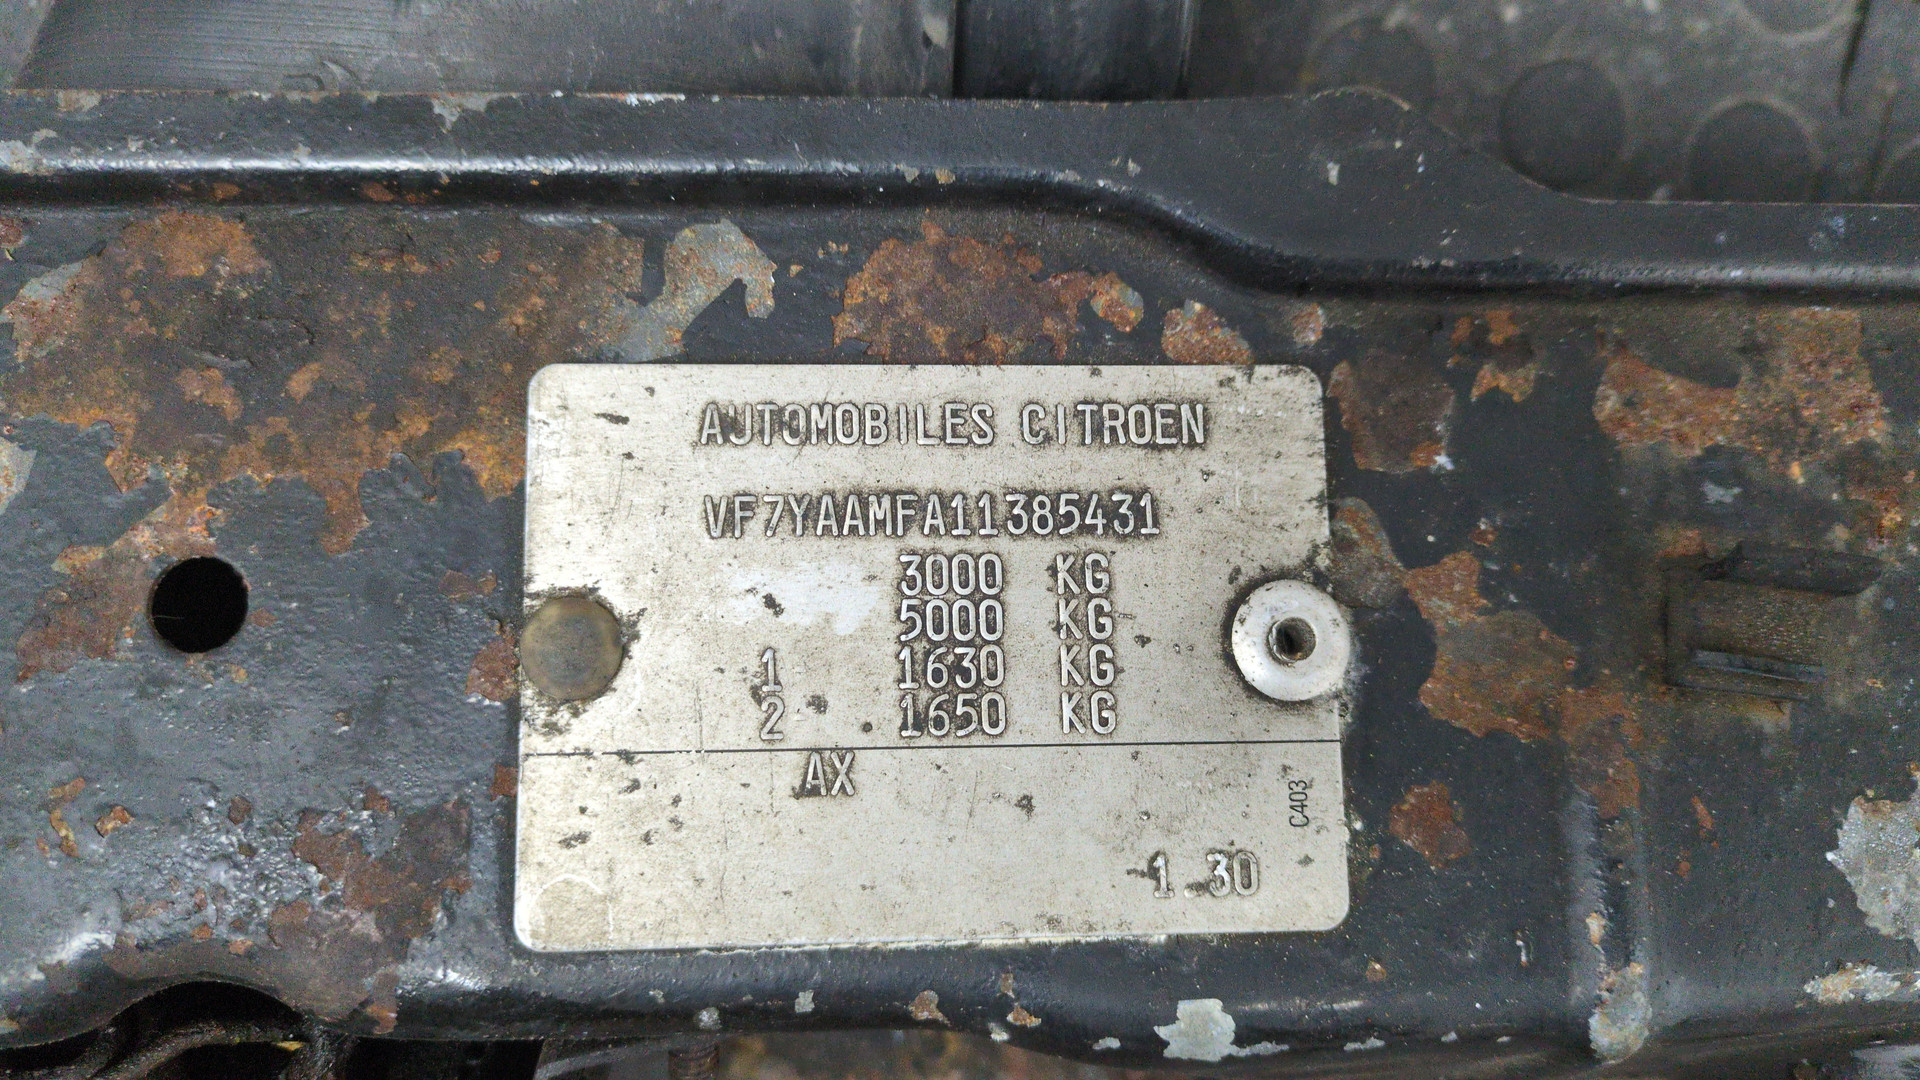 AUTOMOBILES CITROEN
VF7YAAMFA11385431
3000 KG
5000 KG
1 1630 KG
2 1650 KG
AX
C403
1.30